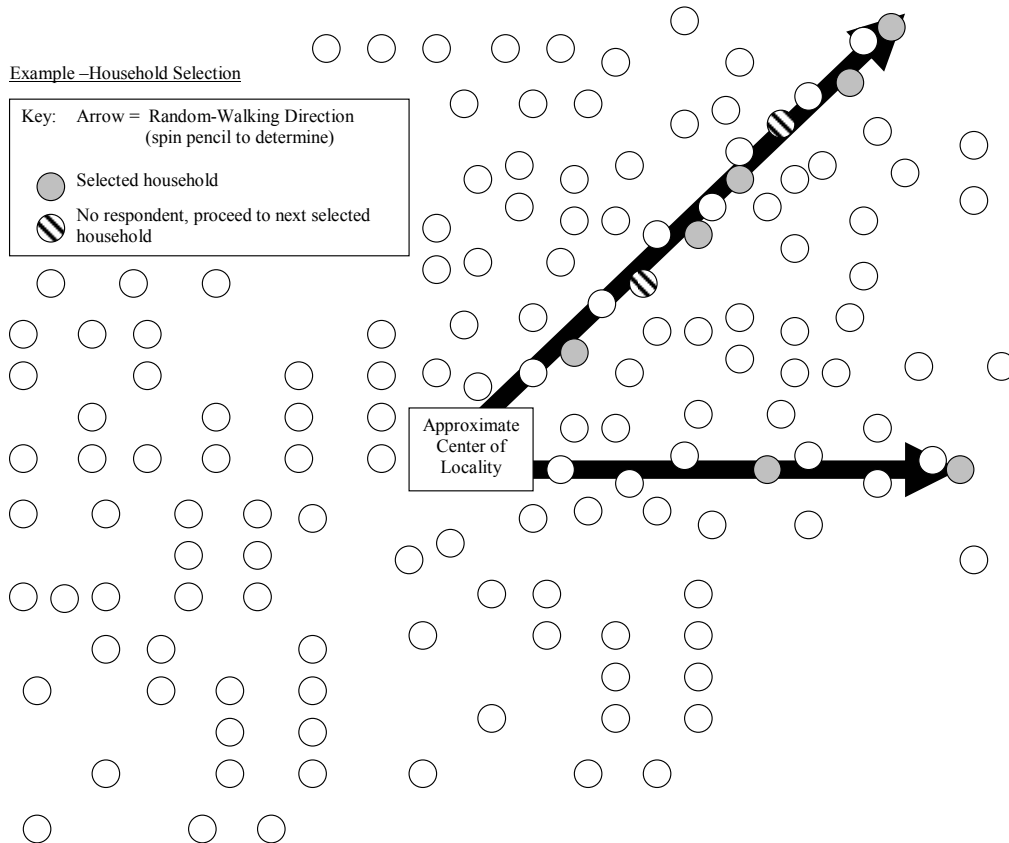 Example –Household Selection
Key: Arrow = Random-Walking Direction
(spin pencil to determine)
Selected household
No respondent, proceed to next selected
household
Approximate
Center of
Locality